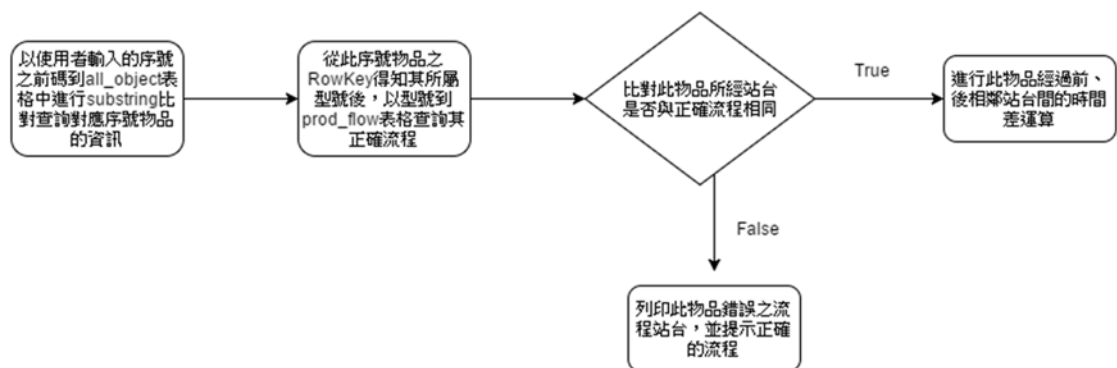 以使用者輸入的序號
之前碼到all_object表
格中進行substring比
對查詢對應序號物品
的資訊
從此序號物品之
RowKey得知其所屬
型號後，以型號到
prod_flow表格查詢其
正確流程
比對此物品所經站台
是否與正確流程相同
True
進行此物品經過前、
後相鄰站台間的時間
差運算
False
列印此物品錯誤之流
程站台，並提示正確
的流程